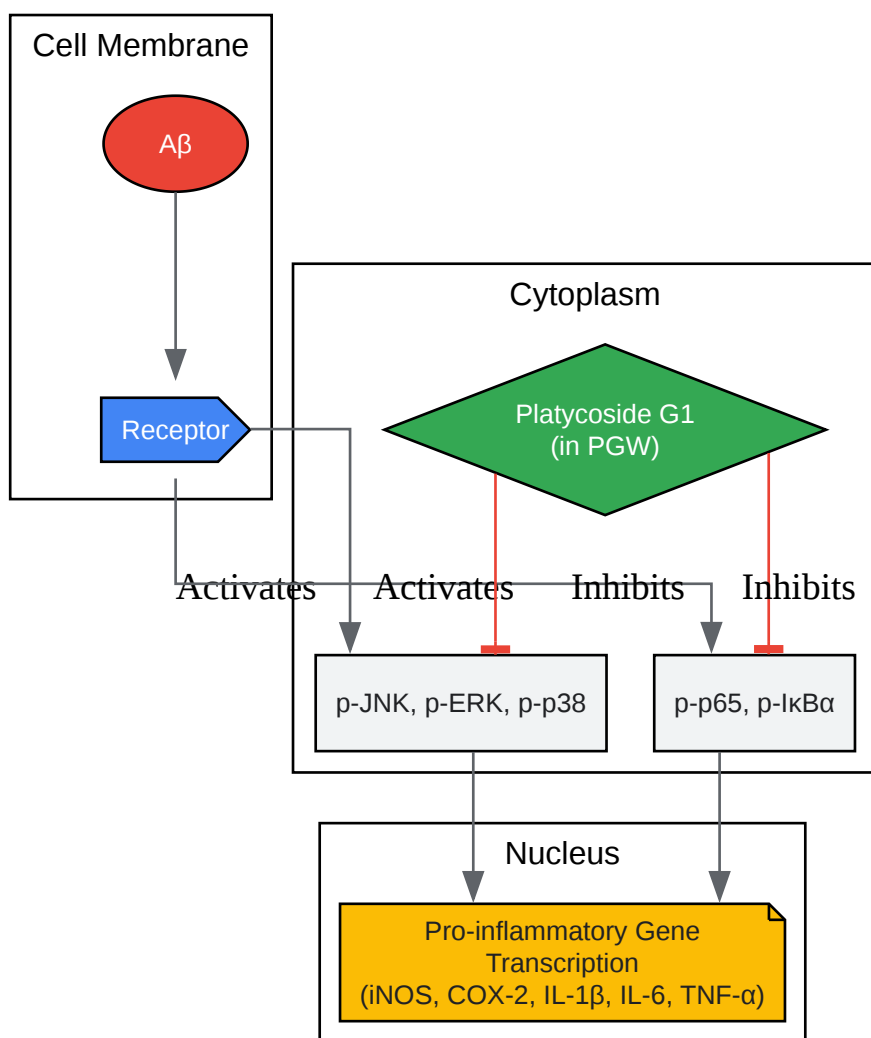 Cell Membrane
Aβ
Receptor
Cytoplasm
Platycoside G1
(in PGW)
Activates
Activates
Inhibits
Inhibits
p-JNK, p-ERK, p-p38
p-p65, p-IκBα
Nucleus
Pro-inflammatory Gene
Transcription
(iNOS, COX-2, IL-1β, IL-6, TNF-α)